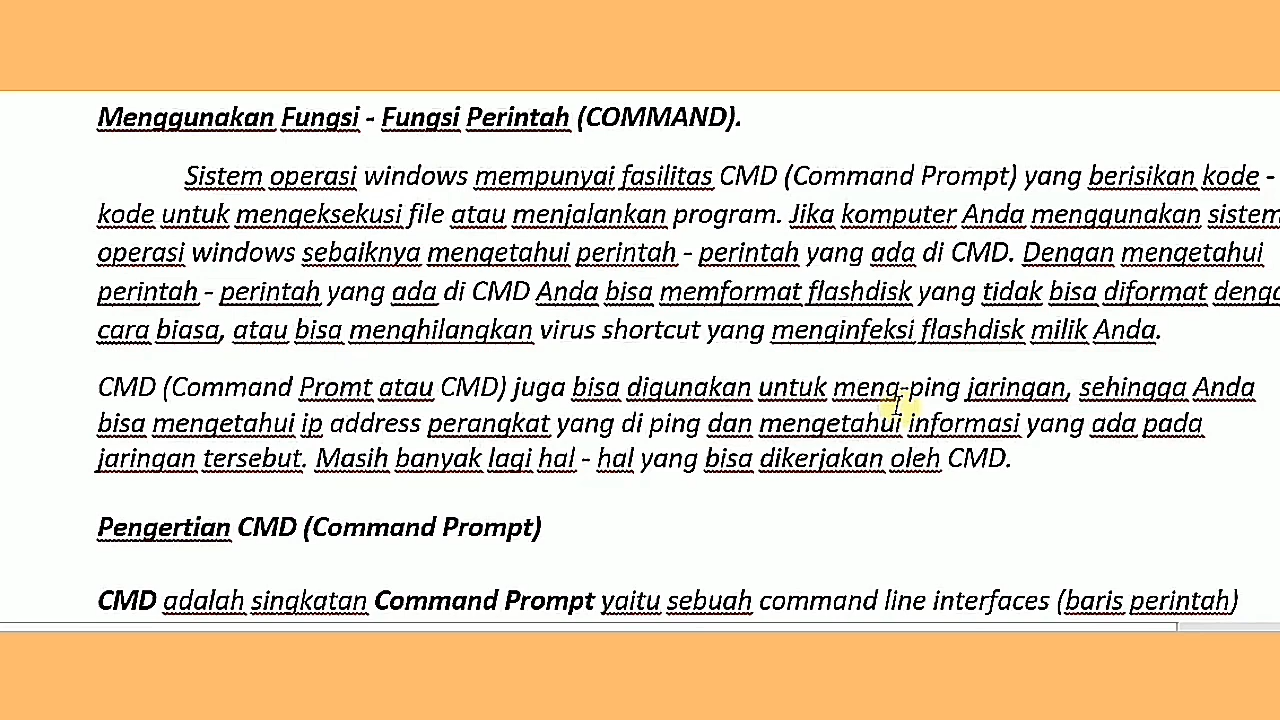 Menggunakan Fungsi - Fungsi Perintah (COMMAND).
Sistem operasi windows mempunyai fasilitas CMD (Command Prompt) yang berisikan kode -
kode untuk mengeksekusi file atau menjalankan program. Jika komputer Anda menggunakan sistem
operasi windows sebaiknya mengetahui perintah - perintah yang ada di CMD. Dengan mengetahui
perintah - perintah yang ada di CMD Anda bisa memformat flashdisk yang tidak bisa diformat
cara biasa, atau bisa menghilangkan virus shortcut yang menginfeksi flashdisk milik Anda.
CMD (Command Promt atau CMD) juga bisa digunakan untuk meng-ping jaringan, sehingga Anda
bisa mengetahui ip address perangkat yang di ping dan mengetahui informasi yang ada pada
jaringan tersebut. Masih banyak lagi hal - hal yang bisa dikerjakan oleh CMD.
Pengertian CMD (Command Prompt)
CMD adalah singkatan Command Prompt yaitu sebuah command line interfaces (baris perintah)